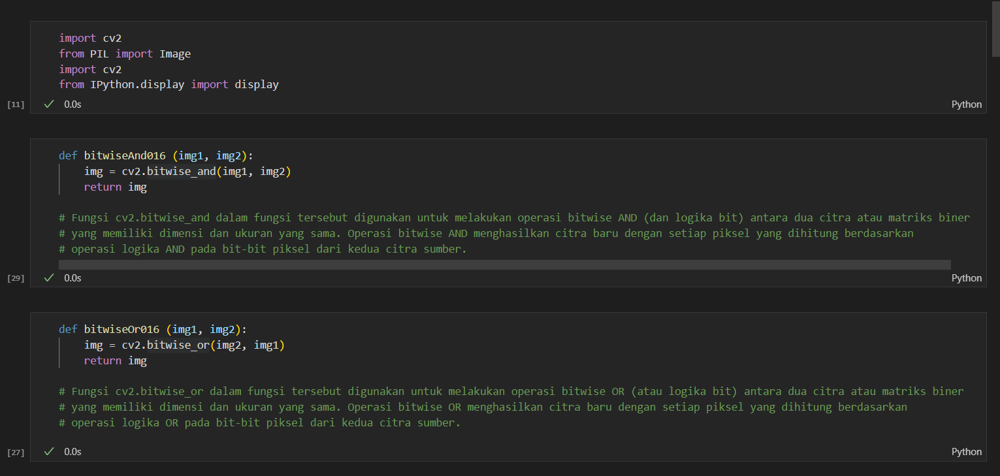 import cv2
from PIL import Image
import cv2
from IPython.display import display
[11]
0.0s
Python
def bitwiseAnd016 (img1, img2):
    img = cv2.bitwise_and(img1, img2)
    return img
# Fungsi cv2.bitwise_and dalam fungsi tersebut digunakan untuk melakukan operasi bitwise AND (dan logika bit) antara dua citra atau matriks biner
# yang memiliki dimensi dan ukuran yang sama. Operasi bitwise AND menghasilkan citra baru dengan setiap piksel yang dihitung berdasarkan
# operasi logika AND pada bit-bit piksel dari kedua citra sumber.
[29]
0.0s
Python
def bitwiseOr016 (img1, img2):
    img = cv2.bitwise_or(img2, img1)
    return img
# Fungsi cv2.bitwise_or dalam fungsi tersebut digunakan untuk melakukan operasi bitwise OR (atau logika bit) antara dua citra atau matriks biner
# yang memiliki dimensi dan ukuran yang sama. Operasi bitwise OR menghasilkan citra baru dengan setiap piksel yang dihitung berdasarkan
# operasi logika OR pada bit-bit piksel dari kedua citra sumber.
[27]
0.0s
Python